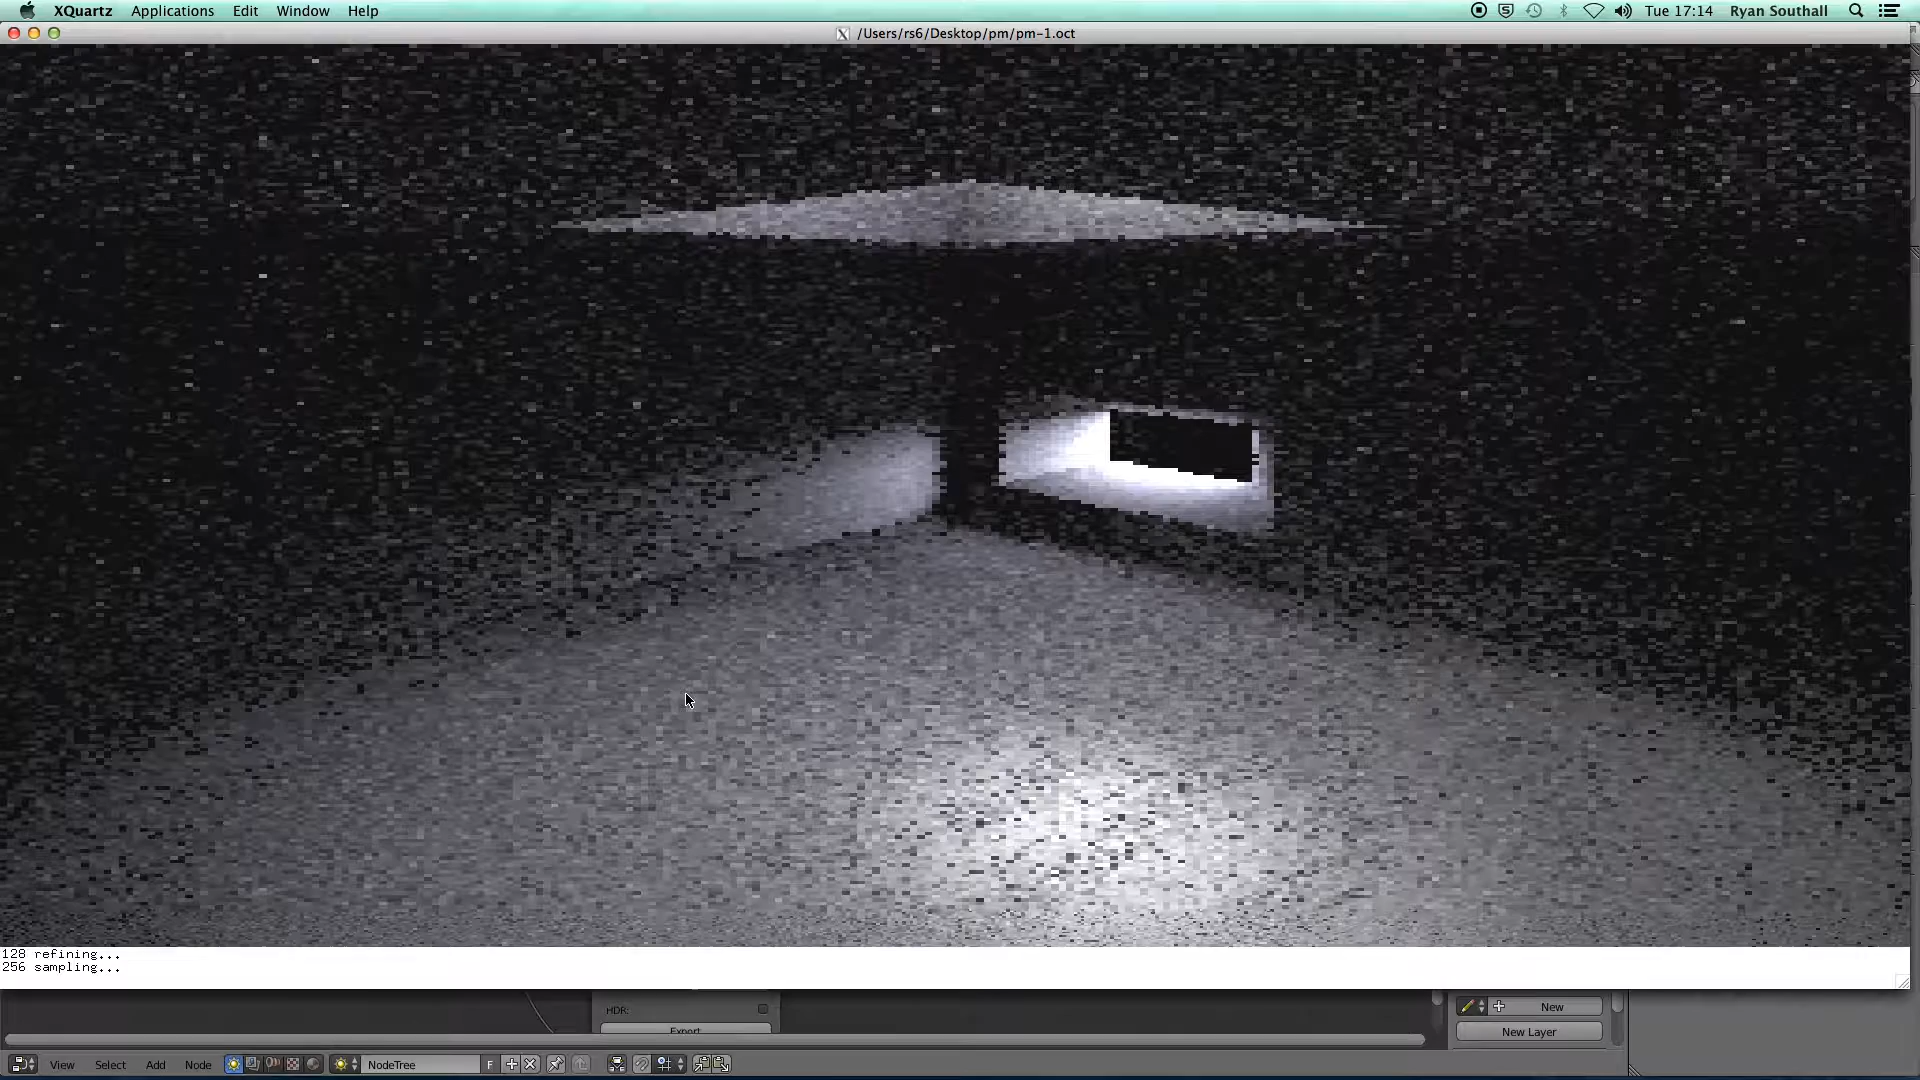 XQuartz Applications Edit Window Help Tue 17:14 Ryan Southall
/Users/rs6/Desktop/pm/pm-1.oct
128 refining...
256 sampling...
HDR:
Export
New
New Layer
View Select Add Node NodeTree F